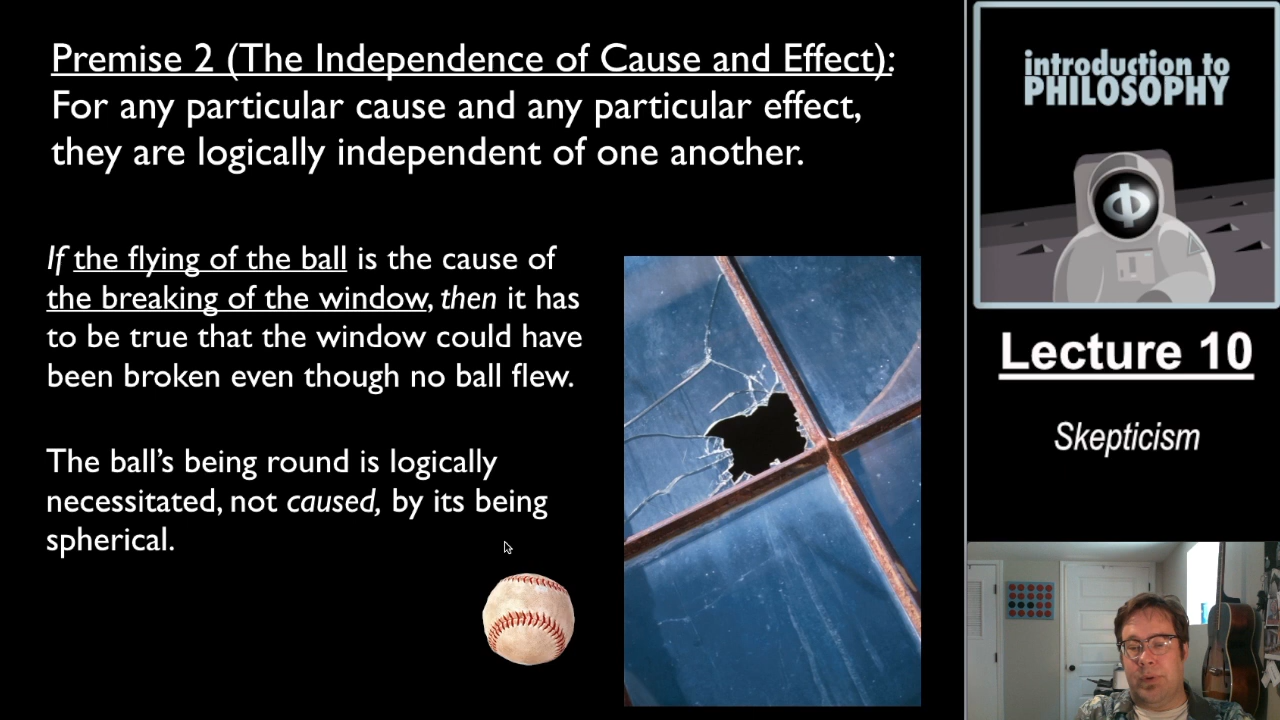 Premise 2 (The Independence of Cause and Effect):
For any particular cause and any particular effect,
they are logically independent of one another.
If the flying of the ball is the cause of
the breaking of the window, then it has
to be true that the window could have
been broken even though no ball flew.
The ball’s being round is logically
necessitated, not caused, by its being
spherical.
introduction to
PHILOSOPHY
Φ
Lecture 10
Skepticism